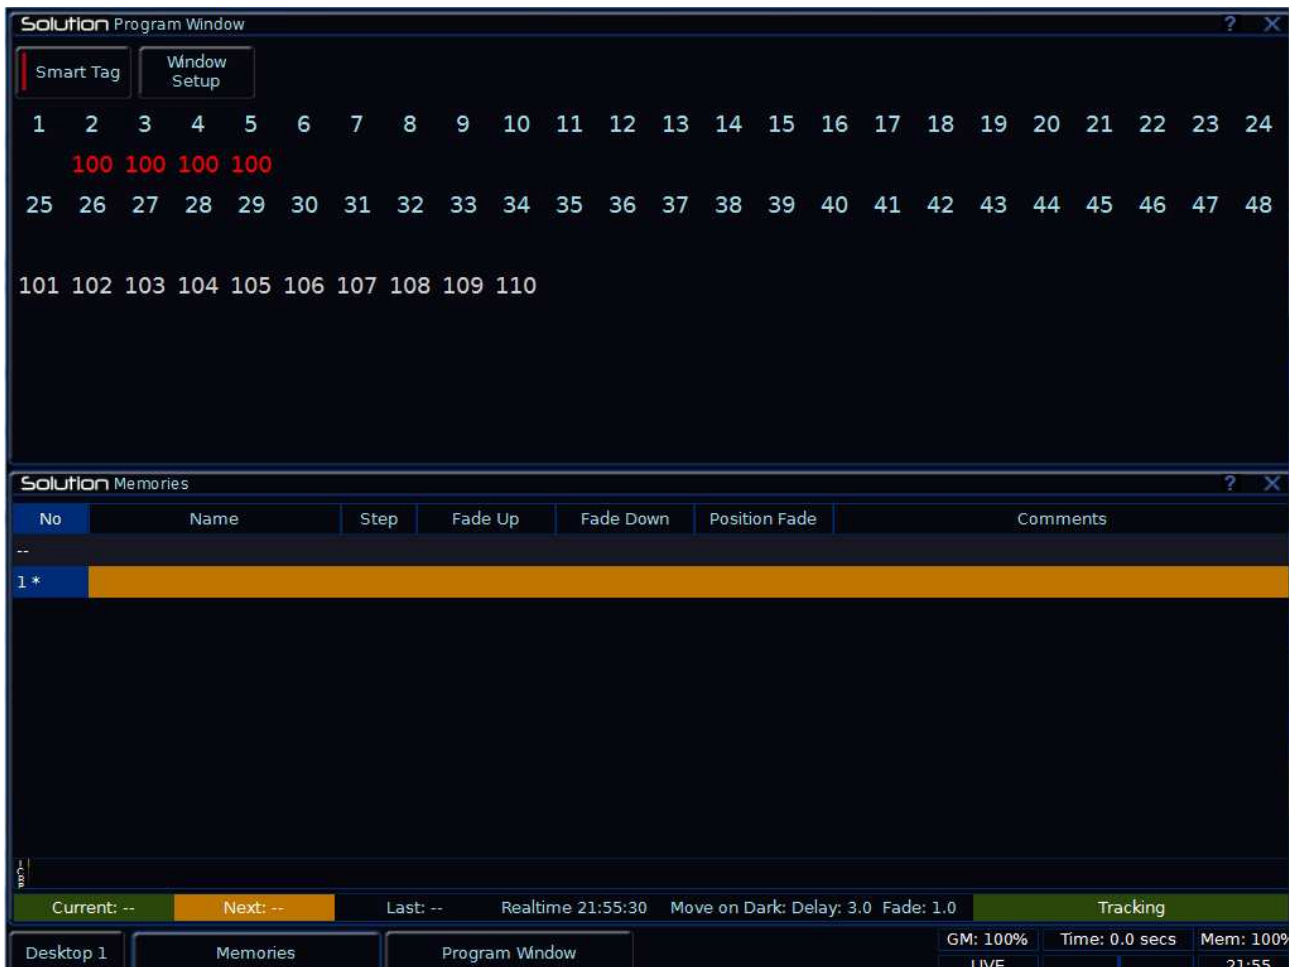 Solution Program Window ? X
Smart Tag Window Setup
1 2 3 4 5 6 7 8 9 10 11 12 13 14 15 16 17 18 19 20 21 22 23 24
100 100 100 100
25 26 27 28 29 30 31 32 33 34 35 36 37 38 39 40 41 42 43 44 45 46 47 48
101 102 103 104 105 106 107 108 109 110
Solution Memories ? X
No Name Step Fade Up Fade Down Position Fade Comments
--
1 *
Current: -- Next: -- Last: -- Realtime 21:55:30 Move on Dark: Delay: 3.0 Fade: 1.0 Tracking
Desktop 1 Memories Program Window GM: 100% Time: 0.0 secs Mem: 100%
LIVE 21:55